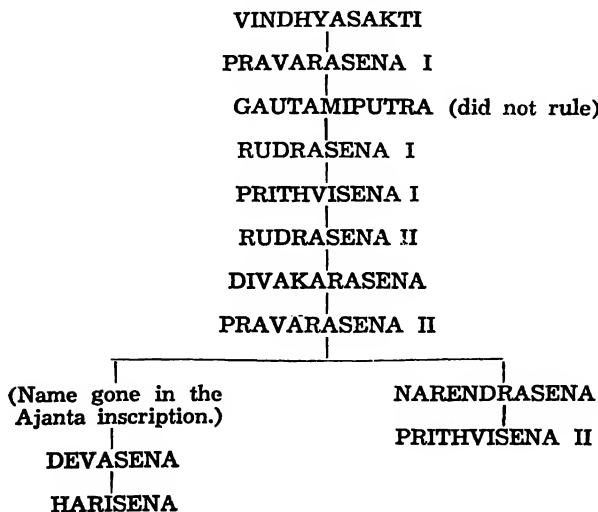 VINDHYASAKTI
PRAVARASENA I
GAUTAMIPUTRA (did not rule)
RUDRASENA I
PRITHVISENA I
RUDRASENA II
DIVAKARASENA
PRAVARASENA II
(Name gone in the
Ajanta inscription.)
DEVASENA
HARISENA
NARENDRASENA
PRITHVISENA II